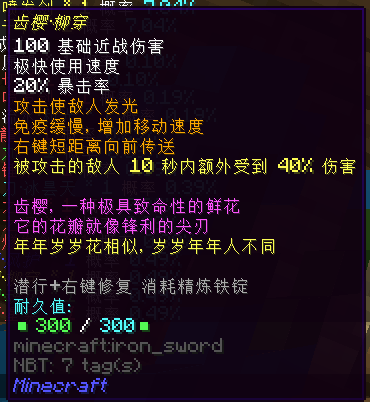 齿樱·柳穿
100 基础近战伤害
极快使用速度
20% 暴击率
攻击使敌人发光
免疫缓慢, 增加移动速度
右键短距离向前传送
被攻击的敌人 10 秒内额外受到 40% 伤害
齿樱, 一种极具致命性的鲜花
它的花瓣就像锋利的尖刃
年年岁岁花相似, 岁岁年年人不同
潜行+右键修复 消耗精炼铁锭
耐久值:
▪ 300 / 300 ▪
minecraft:iron_sword
NBT: 7 tag(s)
Minecraft